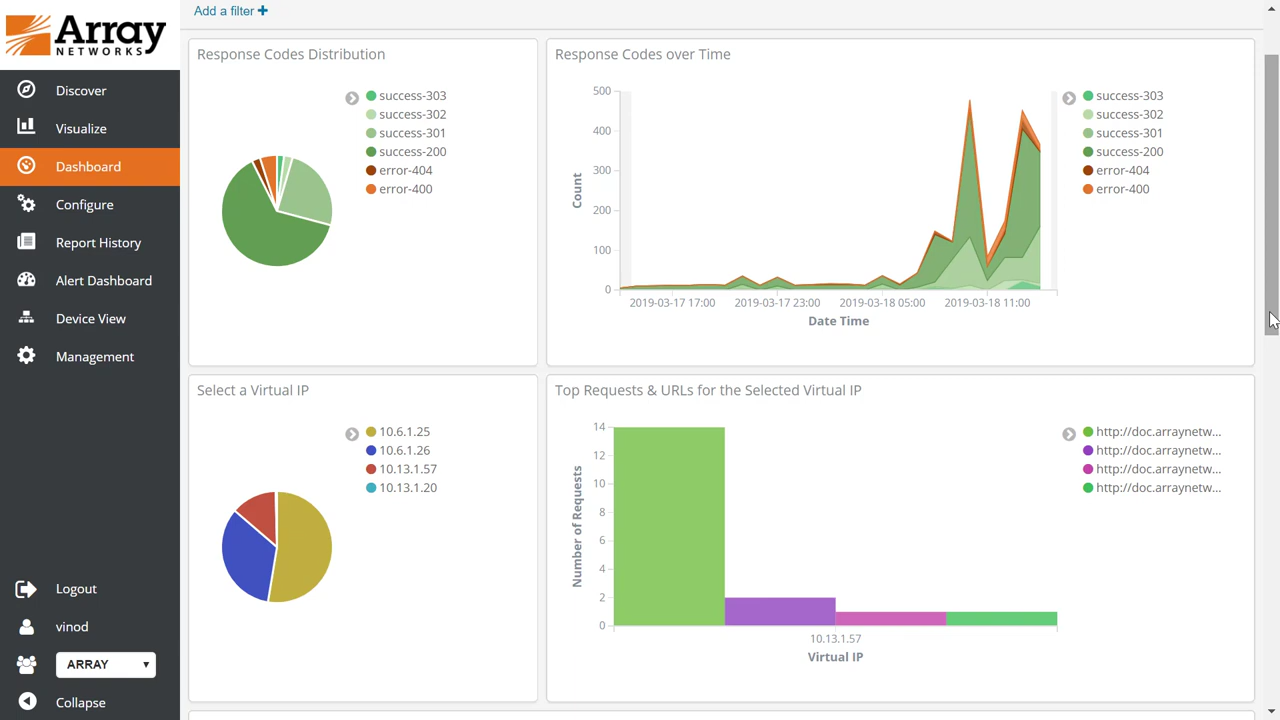 Array
NETWORKS
Discover
Visualize
Dashboard
Configure
Report History
Alert Dashboard
Device View
Management
Logout
vinod
ARRAY
Collapse
Add a filter
Response Codes Distribution
success-303
success-302
success-301
success-200
error-404
error-400
Response Codes over Time
500
400
300
200
100
0
Count
2019-03-17 17:00
2019-03-17 23:00
2019-03-18 05:00
2019-03-18 11:00
Date Time
success-303
success-302
success-301
success-200
error-404
error-400
Select a Virtual IP
10.6.1.25
10.6.1.26
10.13.1.57
10.13.1.20
Top Requests & URLs for the Selected Virtual IP
14
12
10
8
6
4
2
0
Number of Requests
10.13.1.57
Virtual IP
http://doc.arraynetw...
http://doc.arraynetw...
http://doc.arraynetw...
http://doc.arraynetw...